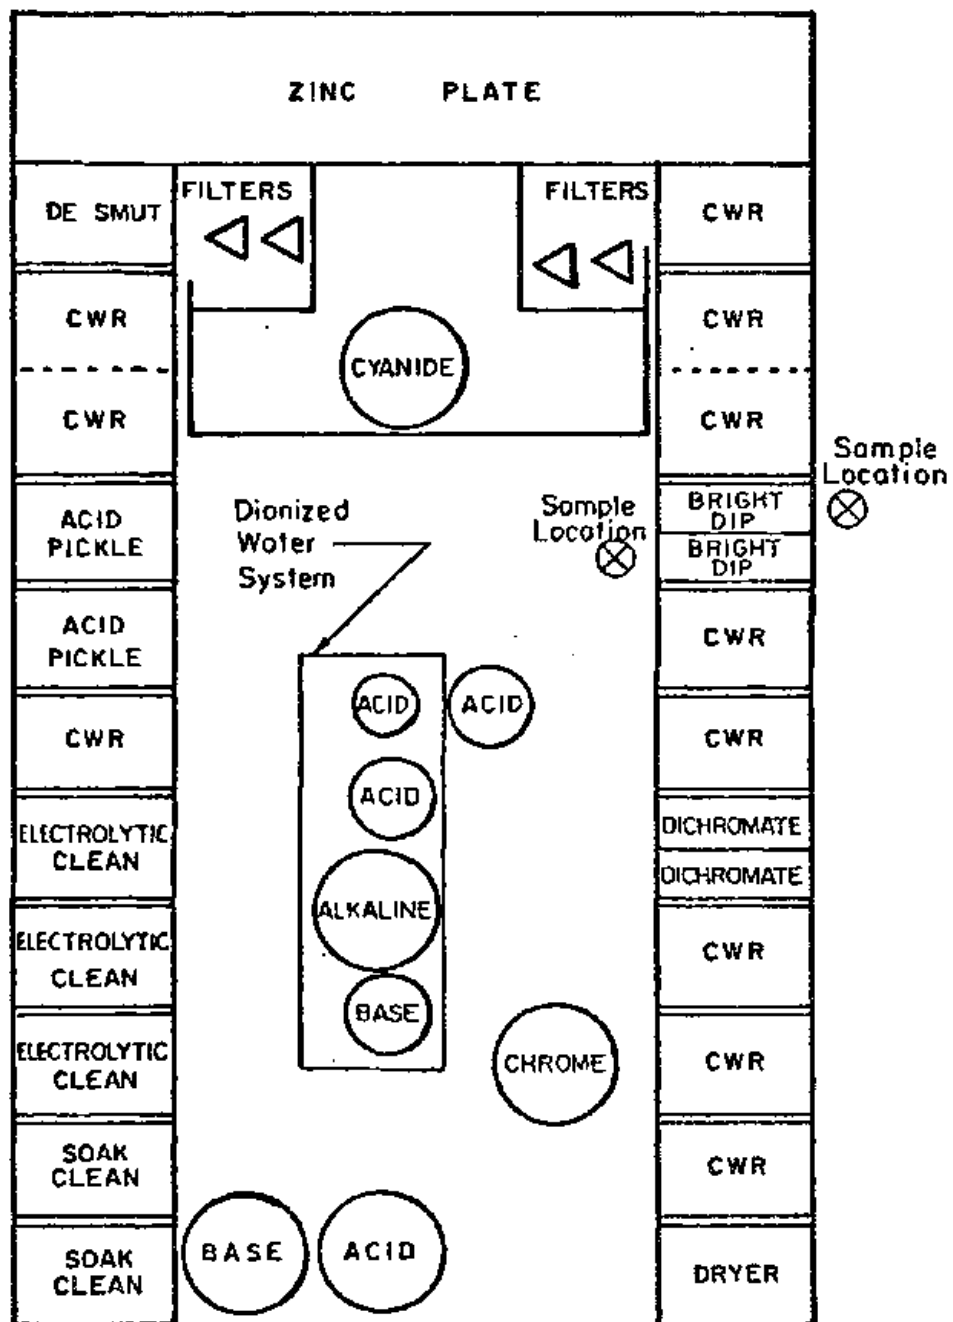 ZINC PLATE
DE SMUT
FILTERS
FILTERS
CWR
CWR
CYANIDE
CWR
CWR
CWR
Sample
Location
ACID
PICKLE
Dionized
Water
System
Sample
Location
BRIGHT
DIP
BRIGHT
DIP
ACID
PICKLE
CWR
CWR
ACID
ACID
CWR
ELECTROLYTIC
CLEAN
ACID
DICHROMATE
DICHROMATE
ELECTROLYTIC
CLEAN
ALKALINE
CWR
ELECTROLYTIC
CLEAN
BASE
CHROME
CWR
SOAK
CLEAN
CWR
SOAK
CLEAN
BASE
ACID
DRYER